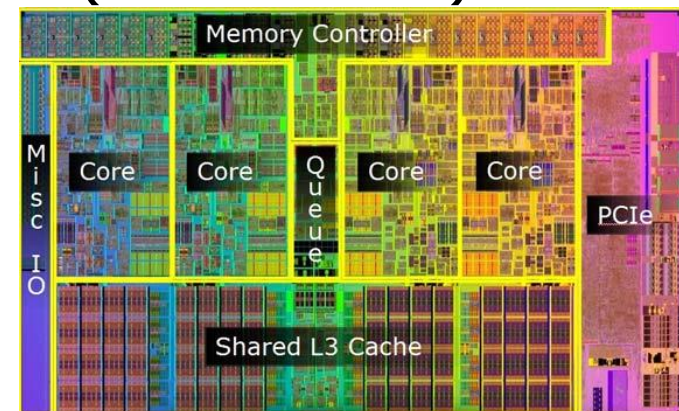 Memory Controller
Misc IO
Core
Core
Queue
Core
Core
PCIe
Shared L3 Cache